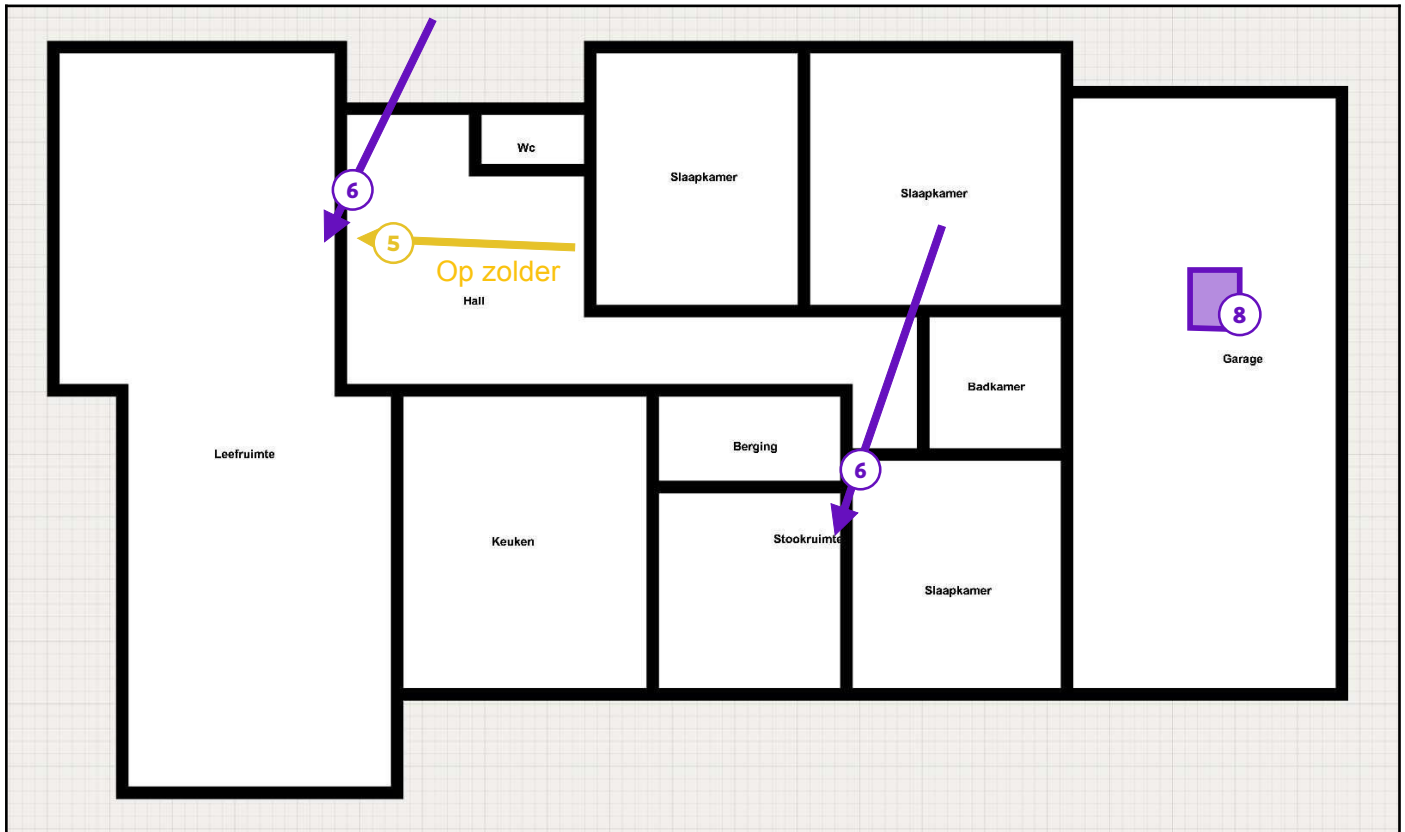 Wc
Slaapkamer
Slaapkamer
6
5
Op zolder
Hall
8
Garage
Badkamer
Berging
Leefruimte
6
Keuken
Stookruimte
Slaapkamer